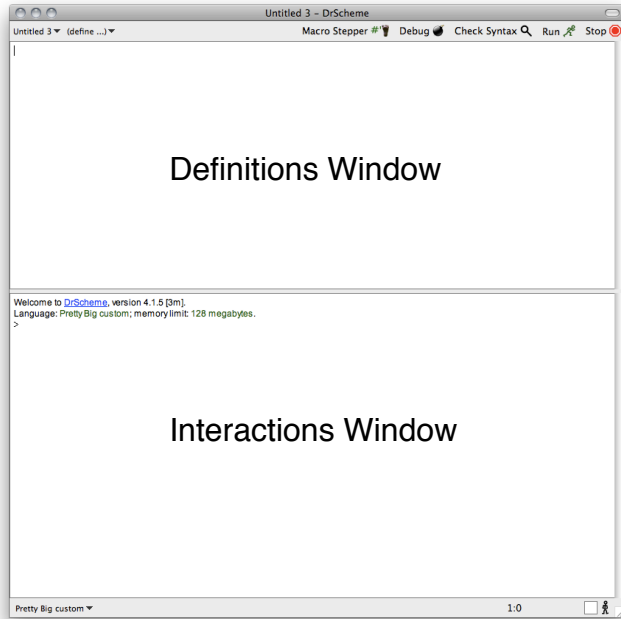 Untitled 3 - DrScheme
Untitled 3 (define ...) Macro Stepper #' Debug Check Syntax Run Stop
Definitions Window
Welcome to DrScheme, version 4.1.5 [3m].
Language: Pretty Big custom; memory limit: 128 megabytes.
>
Interactions Window
Pretty Big custom 1:0